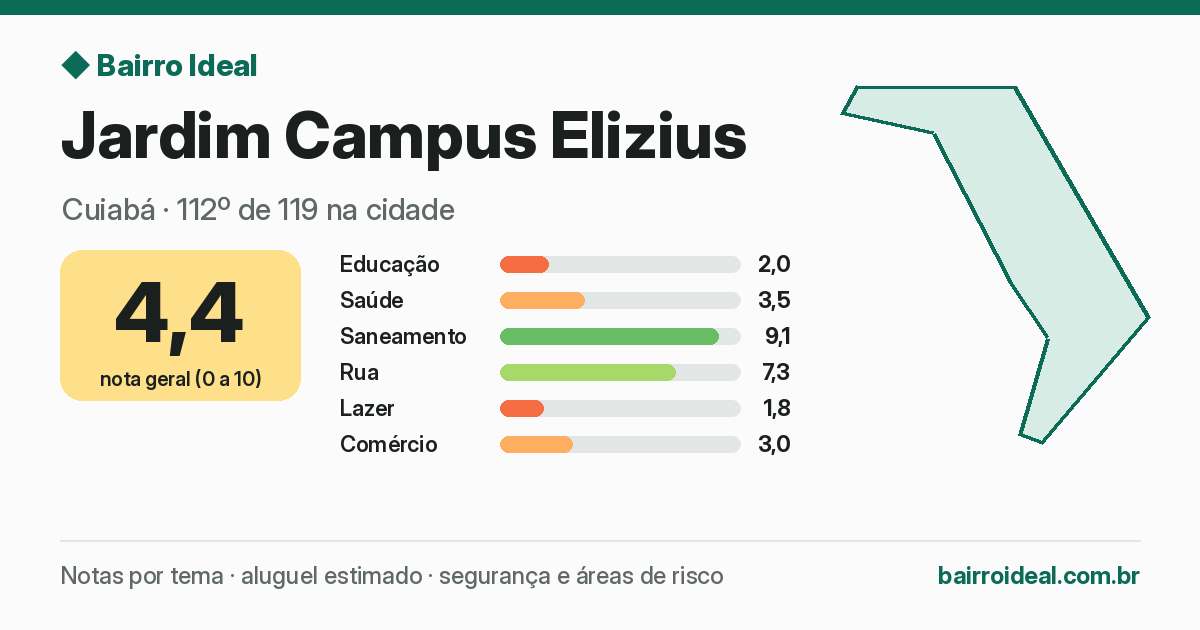 Bairro Ideal
Jardim Campus Elizius
Cuiabá · 112º de 119 na cidade
4,4
nota geral (0 a 10)
Educação 2,0
Saúde 3,5
Saneamento 9,1
Rua 7,3
Lazer 1,8
Comércio 3,0
Notas por tema · aluguel estimado · segurança e áreas de risco
bairroideal.com.br